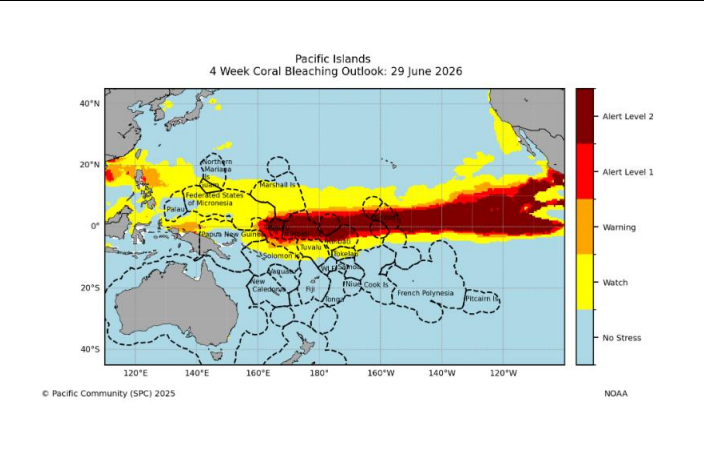 Pacific Islands
4 Week Coral Bleaching Outlook: 29 June 2026
40°N
20°N
0°
20°S
40°S
120°E
140°E
160°E
180°
160°W
140°W
120°W
Northern
Mariana
Is
Guam
Federated States
of Micronesia
Palau
Marshall Is
Papua New Guinea
Solomon Is
Tuvalu
Kiribati
Tokelau
Vanuatu
New
Caledonia
Fiji
Tonga
Niue
Cook Is
French Polynesia
Pitcairn Is
Alert Level 2
Alert Level 1
Warning
Watch
No Stress
© Pacific Community (SPC) 2025
NOAA